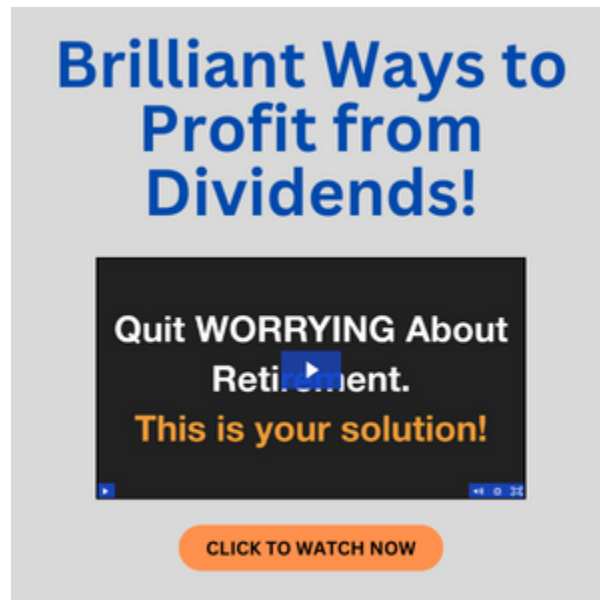 Brilliant Ways to
Profit from
Dividends!
Quit WORRYING About
Retirement.
This is your solution!
CLICK TO WATCH NOW